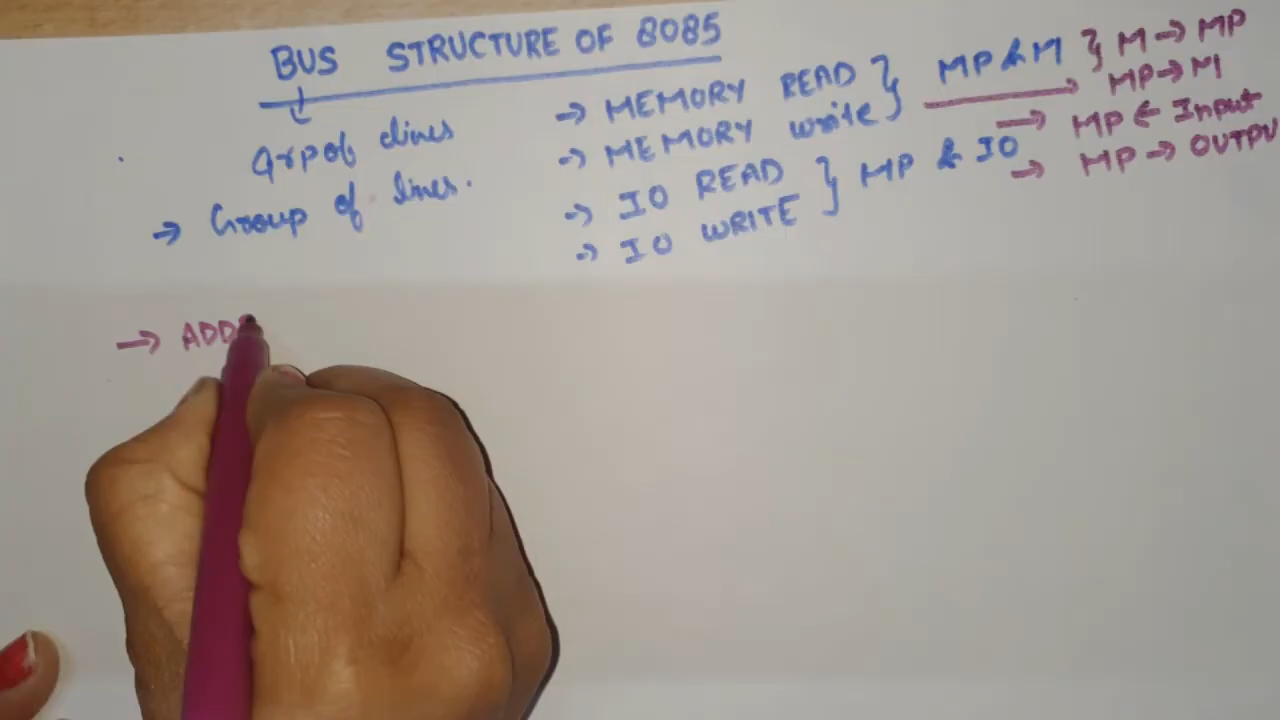 BUS STRUCTURE OF 8085
Grp of lines
→ Group of lines.
→ MEMORY READ
→ MEMORY write } MP & M } M → MP
MP → M
→ IO READ
→ IO WRITE } MP & IO
→ MP ← Input
→ MP → OUTPU
→ ADD